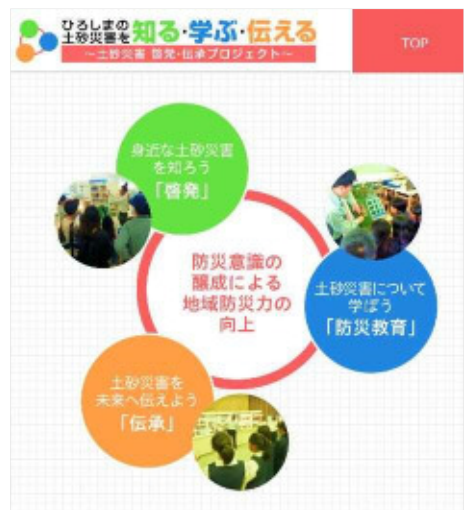 ひろしまの
土砂災害を知る・学ぶ・伝える
～土砂災害 啓発・伝承プロジェクト～
TOP
身近な土砂災害
を知ろう
「啓発」
防災意識の
醸成による
地域防災力の
向上
土砂災害について
学ぼう
「防災教育」
土砂災害を
未来へ伝えよう
「伝承」